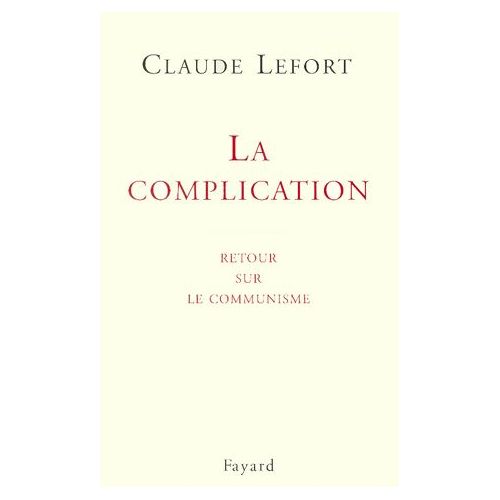 CLAUDE LEFORT
LA
COMPLICATION
RETOUR
SUR
LE COMMUNISME
Fayard